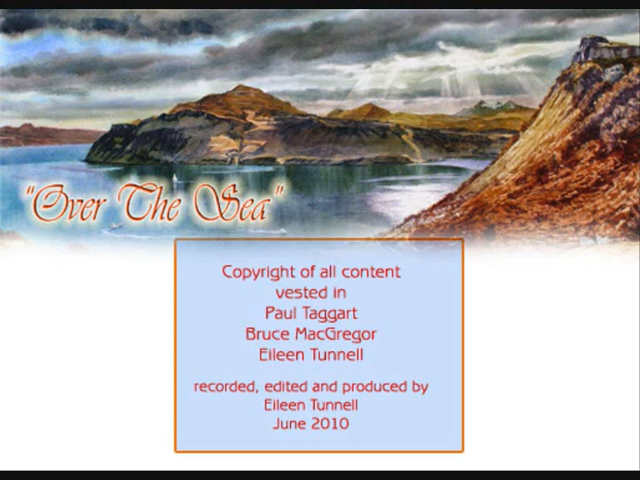 "Over The Sea"
Copyright of all content
vested in
Paul Taggart
Bruce MacGregor
Eileen Tunnell
recorded, edited and produced by
Eileen Tunnell
June 2010